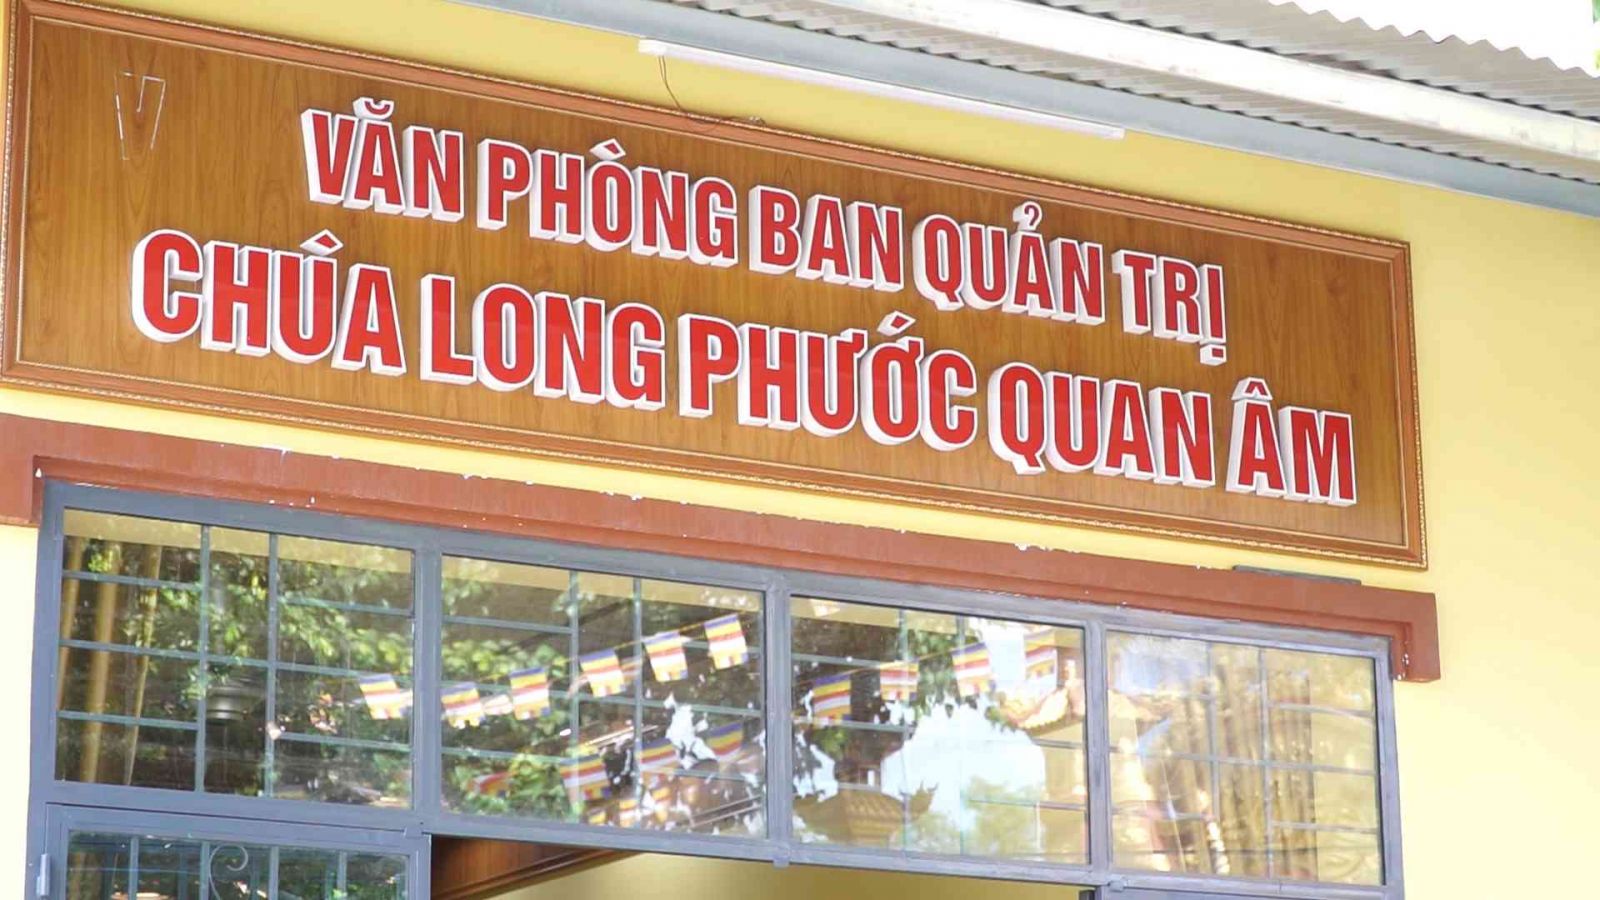 VĂN PHÒNG BAN QUẢN TRỊ
CHÙA LONG PHƯỚC QUAN ÂM